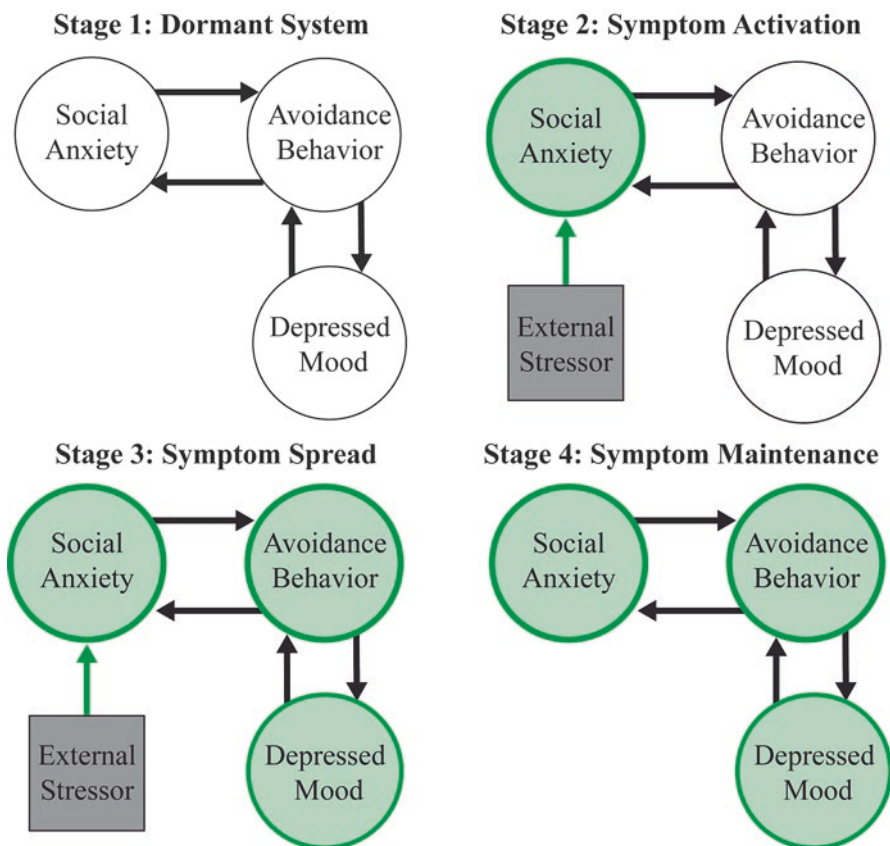 Stage 1: Dormant System
Social
Anxiety
Avoidance
Behavior
Depressed
Mood
Stage 2: Symptom Activation
Social
Anxiety
Avoidance
Behavior
External
Stressor
Depressed
Mood
Stage 3: Symptom Spread
Social
Anxiety
Avoidance
Behavior
External
Stressor
Depressed
Mood
Stage 4: Symptom Maintenance
Social
Anxiety
Avoidance
Behavior
Depressed
Mood